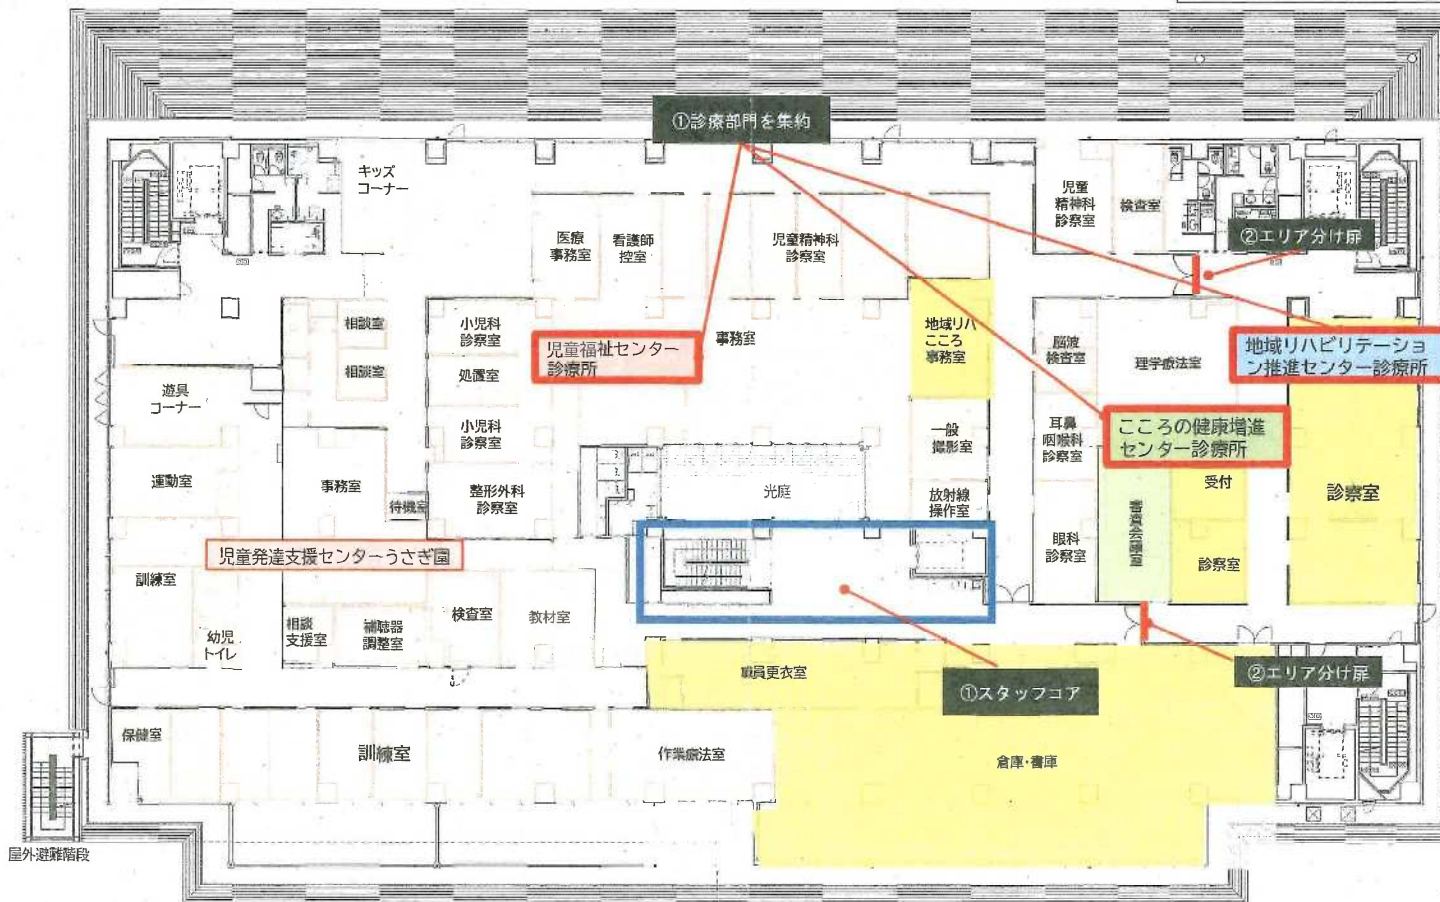 ①診療部門を集約
キッズ
コーナー
医療
事務室
看護師
控室
児童精神科
診察室
児童
精神科
診察室
検査室
②エリア分け扉
相談室
相談室
小児科
診察室
処置室
小児科
診察室
整形外科
診察室
児童福祉センター
診療所
事務室
地域リハ
こころ
事務室
一般
撮影室
放射線
操作室
脳波
検査室
理学療法室
地域リハビリテーショ
ン推進センター診療所
耳鼻
咽喉科
診察室
こころの健康増進
センター診療所
遊具
コーナー
運動室
事務室
待機室
光庭
眼科
診察室
審査会議室
受付
診察室
診察室
児童発達支援センターうさぎ園
訓練室
幼児
トイレ
相談
支援室
補聴器
調整室
検査室
教材室
職員更衣室
①スタッフコア
②エリア分け扉
保健室
訓練室
作業療法室
倉庫・書庫
屋外避難階段